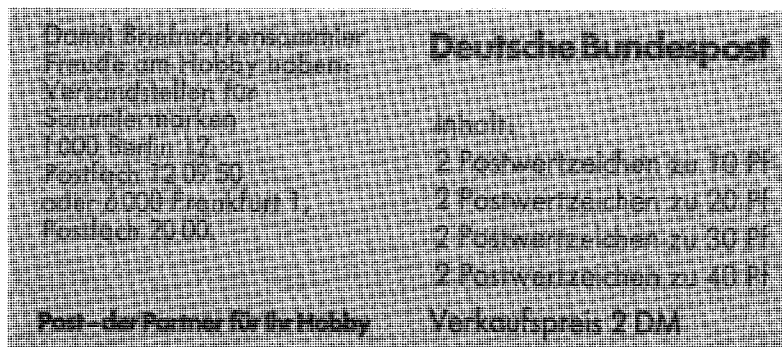 Damit Briefmarkensammler
Freude am Hobby haben:
Versandstellen für
Sammlermarken
1000 Berlin 12,
Postfach 12 09 50,
oder 6000 Frankfurt 1,
Postfach 20 00.
Post – der Partner für Ihr Hobby
Deutsche Bundespost
Inhalt:
2 Postwertzeichen zu 10 Pf
2 Postwertzeichen zu 20 Pf
2 Postwertzeichen zu 30 Pf
2 Postwertzeichen zu 40 Pf
Verkaufspreis 2 DM